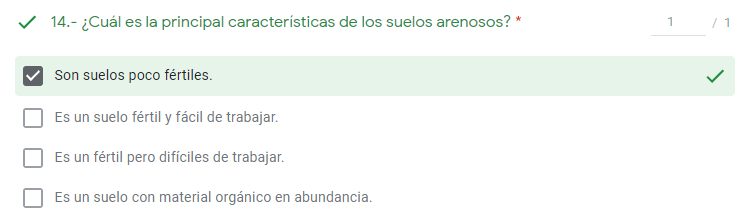 14.- ¿Cuál es la principal características de los suelos arenosos? * 1 / 1
Son suelos poco fértiles.
Es un suelo fértil y fácil de trabajar.
Es un fértil pero difíciles de trabajar.
Es un suelo con material orgánico en abundancia.